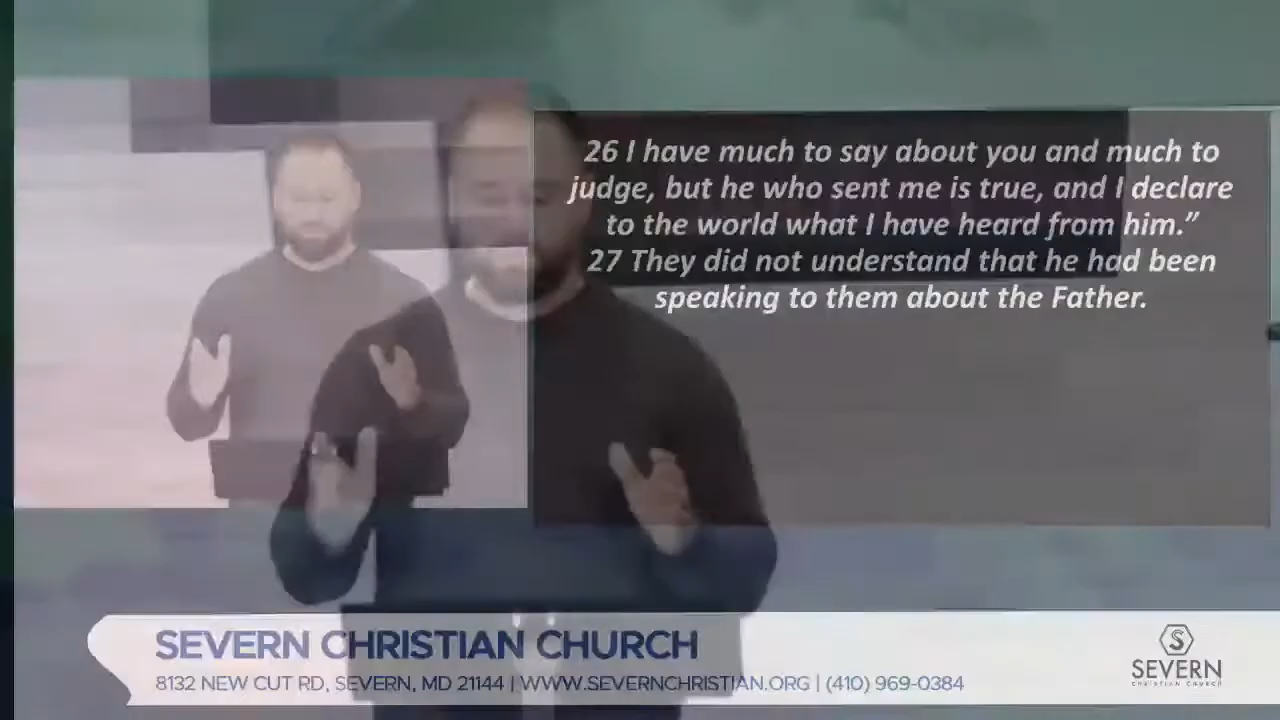 26 I have much to say about you and much to
judge, but he who sent me is true, and I declare
to the world what I have heard from him.”
27 They did not understand that he had been
speaking to them about the Father.
SEVERN CHRISTIAN CHURCH
8132 NEW CUT RD, SEVERN, MD 21144 | WWW.SEVERNCHRISTIAN.ORG | (410) 969-0384
S
SEVERN
CHRISTIAN CHURCH